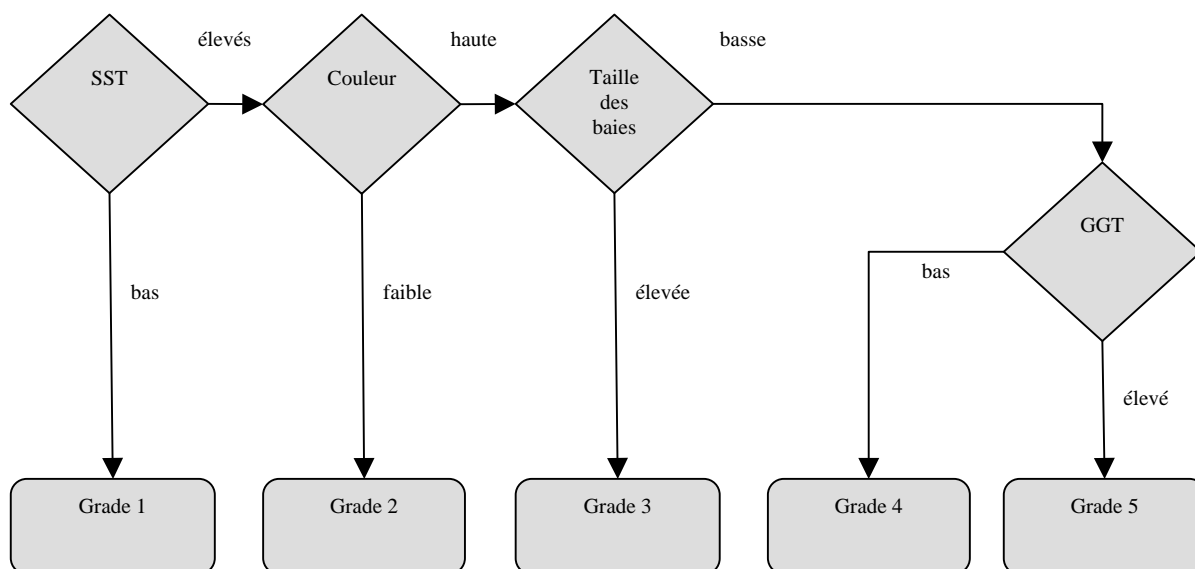 élevés
haute
basse
SST
Couleur
Taille
des
baies
GGT
bas
faible
élevée
bas
élevé
Grade 1
Grade 2
Grade 3
Grade 4
Grade 5